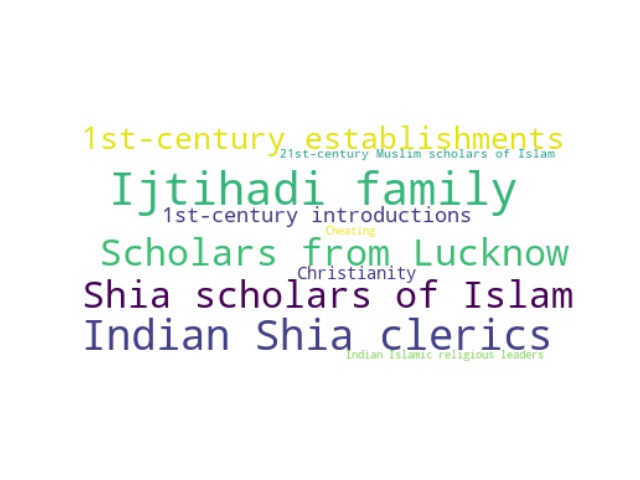 1st-century establishments
21st-century Muslim scholars of Islam
Ijtihadi family
1st-century introductions
Cheating
Scholars from Lucknow
Christianity
Shia scholars of Islam
Indian Shia clerics
Indian Islamic religious leaders